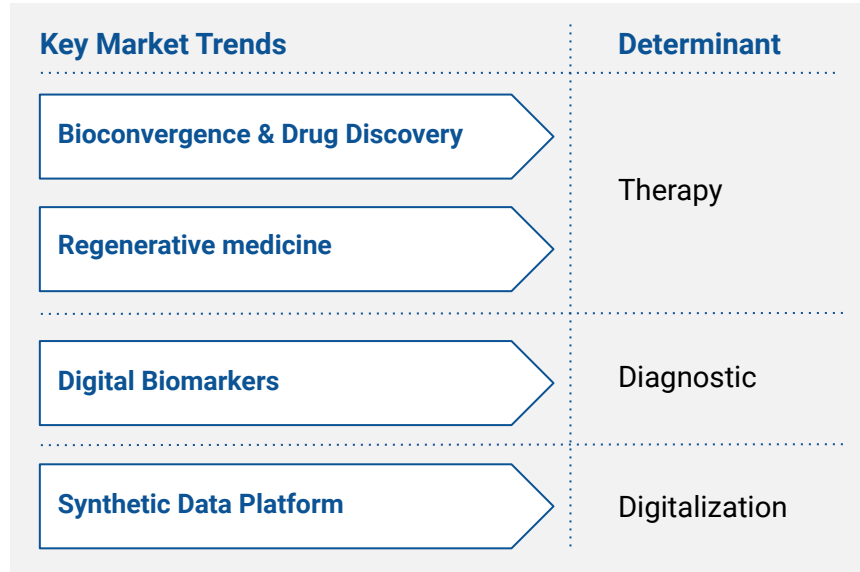 Key Market Trends
Determinant
Bioconvergence & Drug Discovery
Regenerative medicine
Therapy
Digital Biomarkers
Diagnostic
Synthetic Data Platform
Digitalization